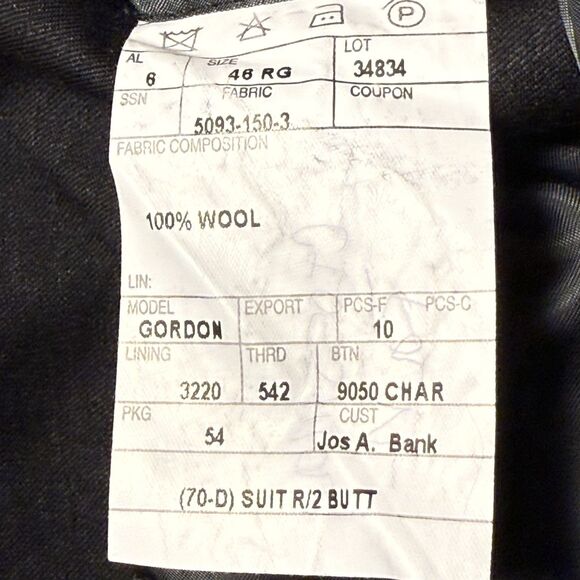 P
AL SIZE LOT
6 46 RG 34834
SSN FABRIC COUPON
5093-150-3
FABRIC COMPOSITION
100% WOOL
LIN:
MODEL EXPORT PCS-F PCS-C
GORDON 10
LINING THRD BTN
3220 542 9050 CHAR
PKG CUST
54 Jos A. Bank
(70-D) SUIT R/2 BUTT